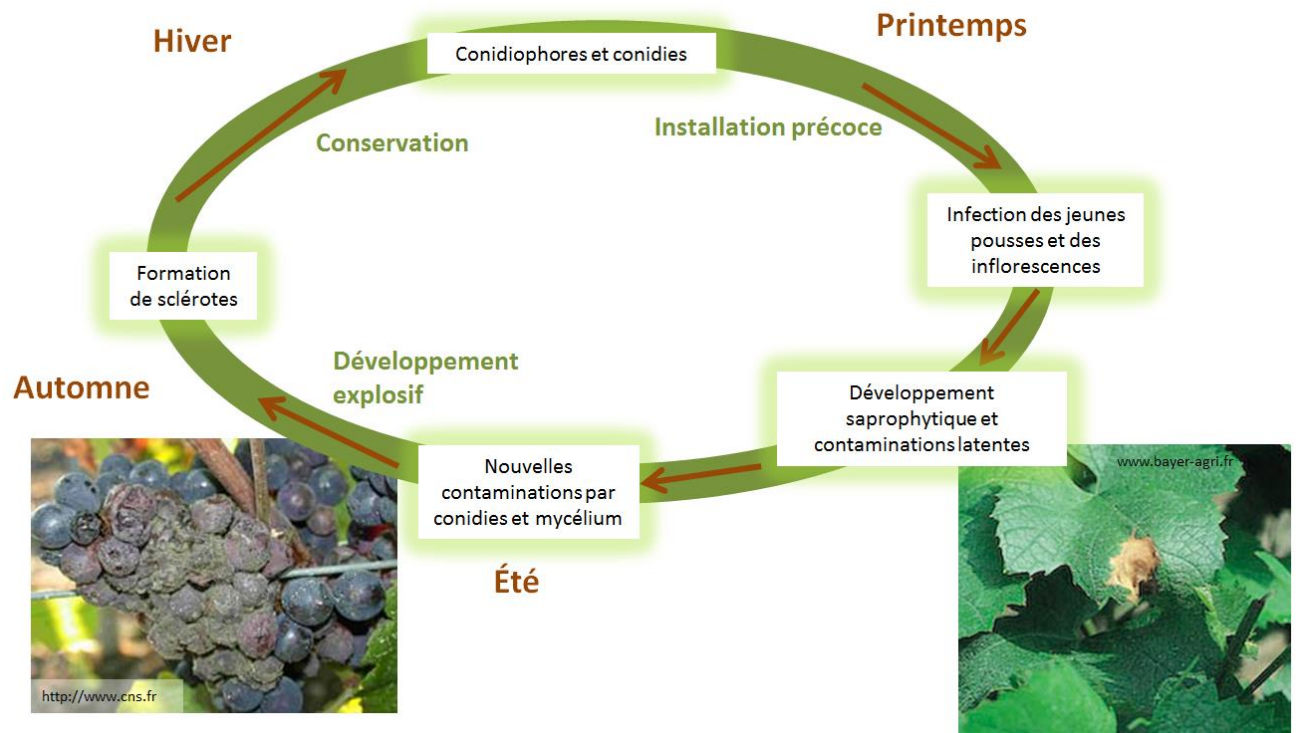 Hiver
Printemps
Conidiophores et conidies
Conservation
Installation précoce
Infection des jeunes
pousses et des
inflorescences
Formation
de sclérotes
Développement
explosif
Automne
Développement
saprophytique et
contaminations latentes
Nouvelles
contaminations par
conidies et mycélium
Été
www.bayer-agri.fr
http://www.cns.fr